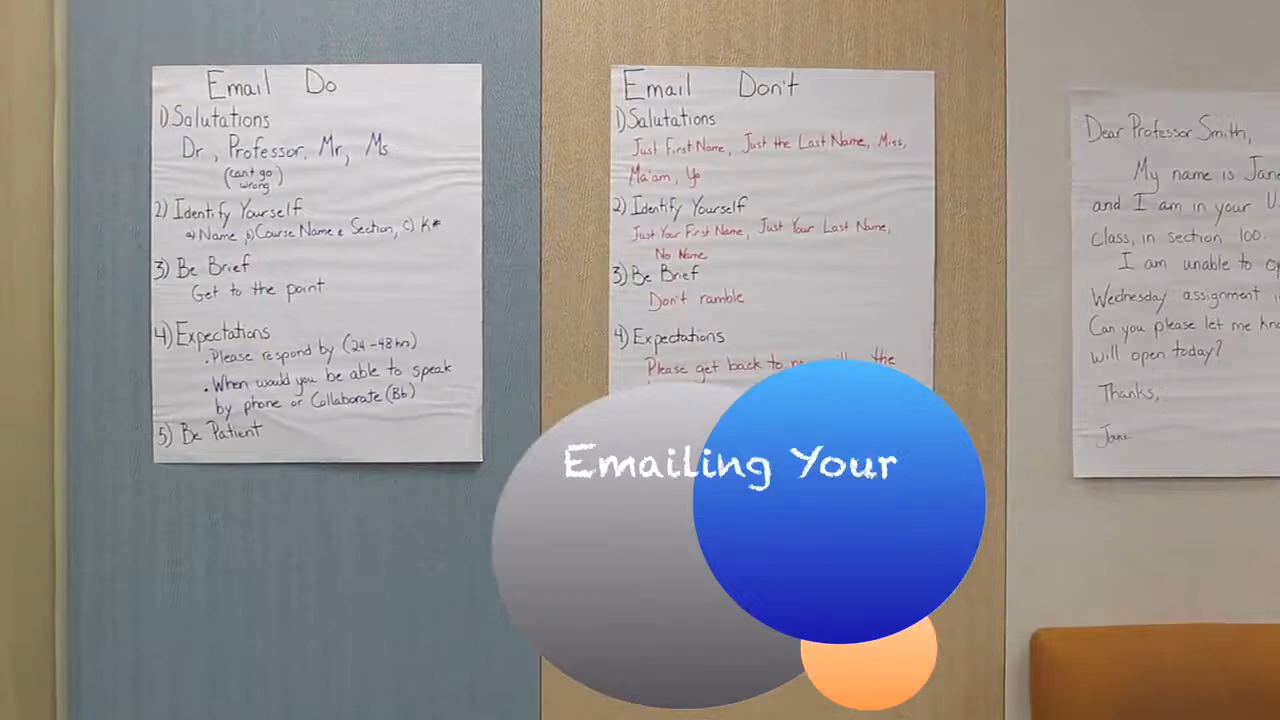 Email Do
1) Salutations
Dr, Professor, Mr, Ms
(can't go
wrong)
2) Identify Yourself
a) Name, b) Course Name & Section, c) K#
3) Be Brief
Get to the point
4) Expectations
• Please respond by (24-48hrs)
• When would you be able to speak
by phone or Collaborate (Bb)
5) Be Patient
Email Don't
1) Salutations
Just First Name, Just the Last Name, Miss,
Ma'am, Yo
2) Identify Yourself
Just Your First Name, Just Your Last Name,
No Name
3) Be Brief
Don't ramble
4) Expectations
Please get back to the
Dear Professor Smith,
My name is Jane
and I am in your U.
Class, in section 100.
I am unable to
Wednesday assignment
Can you please let me
will open today?
Thanks,
Jane
Emailing Your